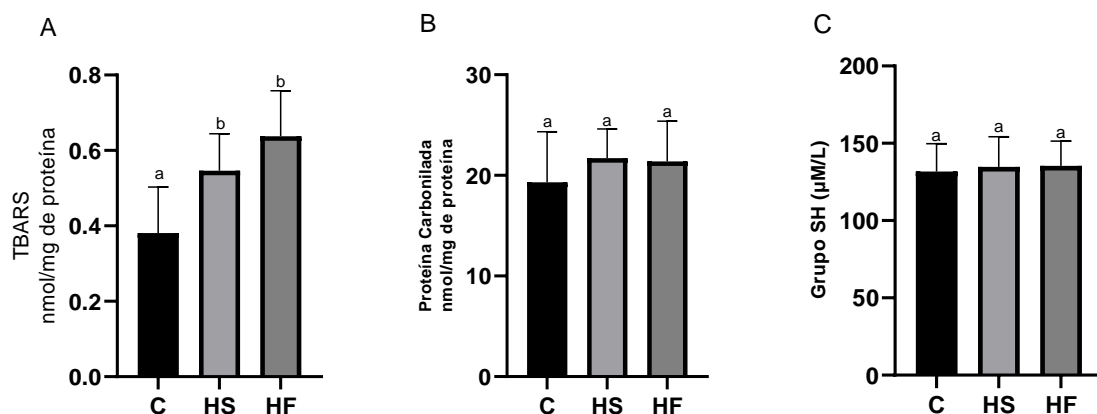 A
TBARS
nmol/mg de proteína
0.8
0.6
0.4
0.2
0.0
a
b
b
C
HS
HF
B
Proteína Carbonilada
nmol/mg de proteína
30
20
10
0
a
a
a
C
HS
HF
C
Grupo SH (µM/L)
200
150
100
50
0
a
a
a
C
HS
HF